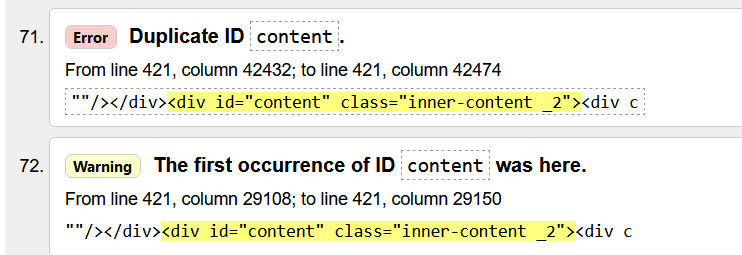 71. Error Duplicate ID content.
From line 421, column 42432; to line 421, column 42474
""/></div><div id="content" class="inner-content _2"><div c
72. Warning The first occurrence of ID content was here.
From line 421, column 29108; to line 421, column 29150
""/></div><div id="content" class="inner-content _2"><div c